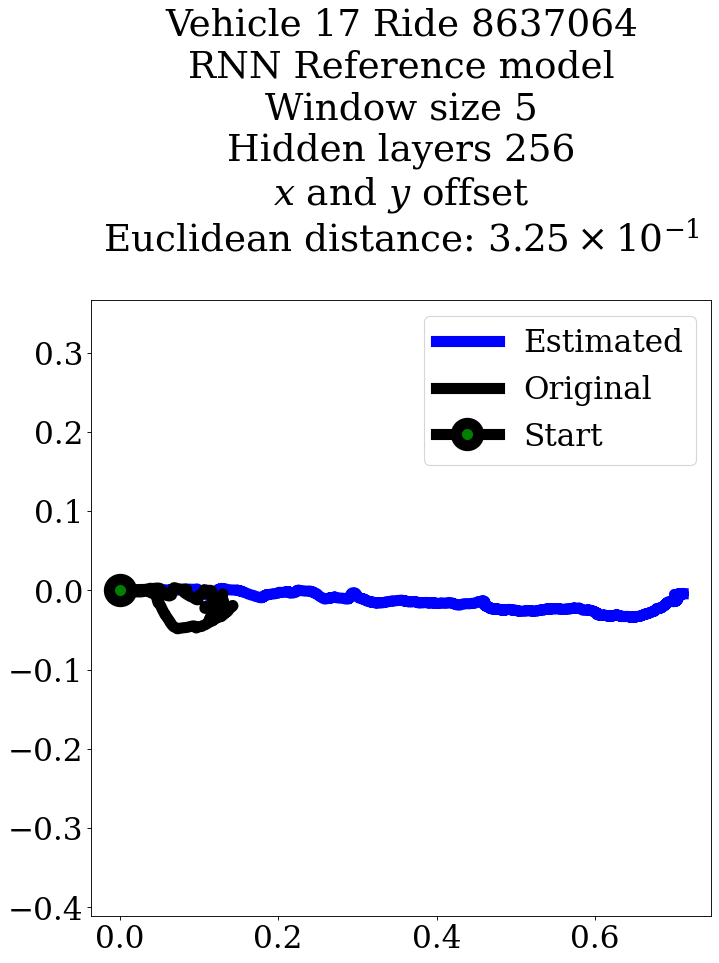 Vehicle 17 Ride 8637064
RNN Reference model
Window size 5
Hidden layers 256
x and y offset
Euclidean distance: 3.25 × 10⁻¹
Estimated
Original
Start
0.3
0.2
0.1
0.0
−0.1
−0.2
−0.3
−0.4
0.0 0.2 0.4 0.6